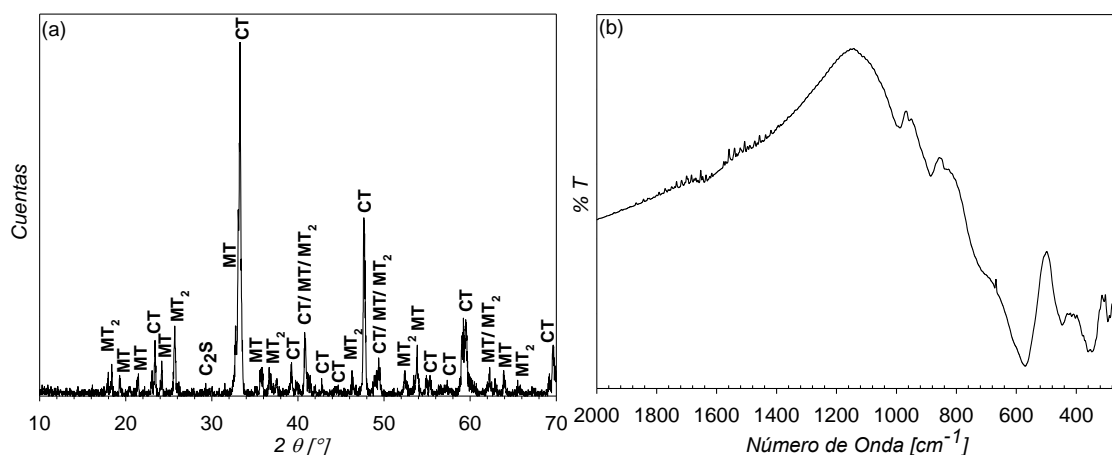 (a)
CT
MT
CT
CT/ MT/ MT₂
CT/ MT/ MT₂
MT₂
MT
CT
MT
MT
MT₂
C₂S
MT
MT₂
CT
CT
CT
MT₂
MT₂
MT
CT
CT
CT
MT/ MT₂
MT
MT₂
CT
Cuentas
10 20 30 40 50 60 70
2 θ [°]
(b)
% T
2000 1800 1600 1400 1200 1000 800 600 400
Número de Onda [cm⁻¹]